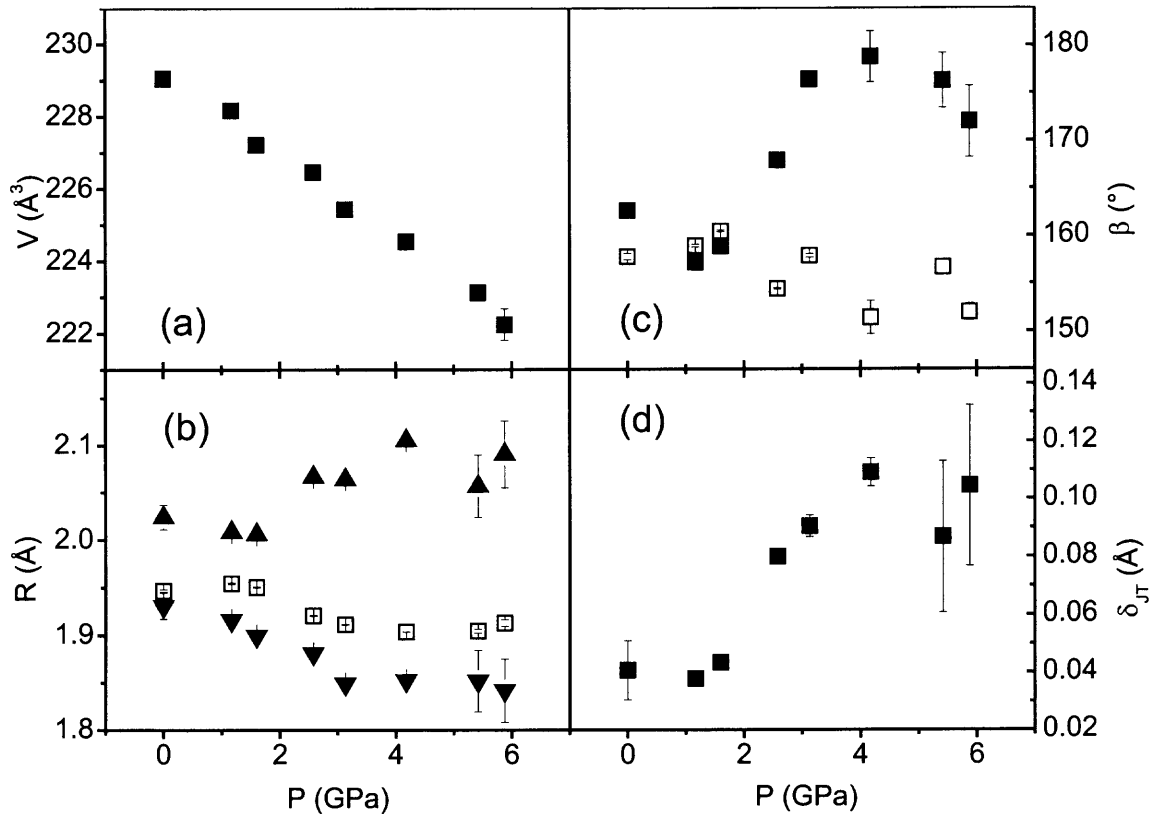 230
228
226
224
222
V (Å³)
(a)
180
170
160
150
β (°)
(c)
2.1
2.0
1.9
1.8
R (Å)
(b)
0.14
0.12
0.10
0.08
0.06
0.04
0.02
δJT (Å)
(d)
0 2 4 6
P (GPa)
0 2 4 6
P (GPa)